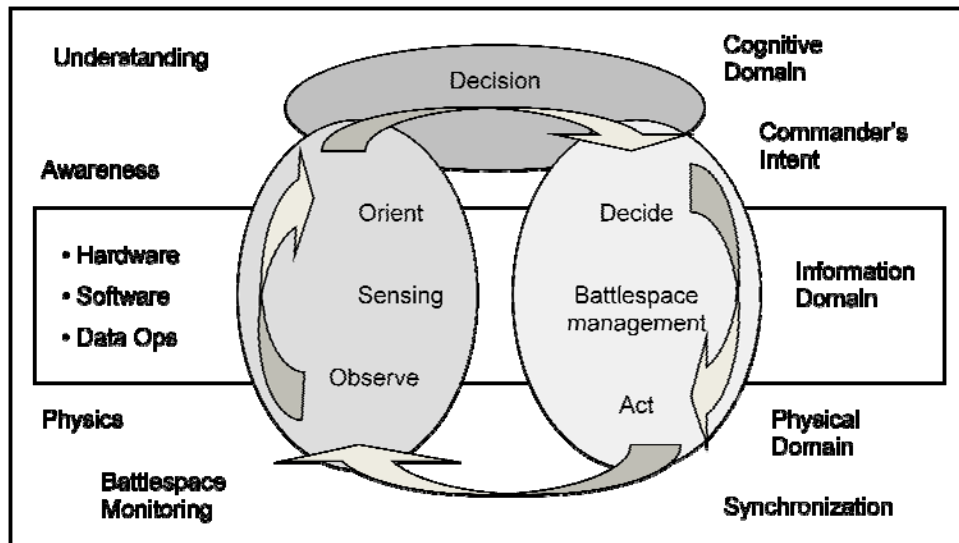 Understanding
Decision
Cognitive
Domain
Commander's
Intent
Awareness
Orient
Decide
• Hardware
• Software
• Data Ops
Sensing
Battlespace
management
Information
Domain
Observe
Act
Physics
Physical
Domain
Battlespace
Monitoring
Synchronization